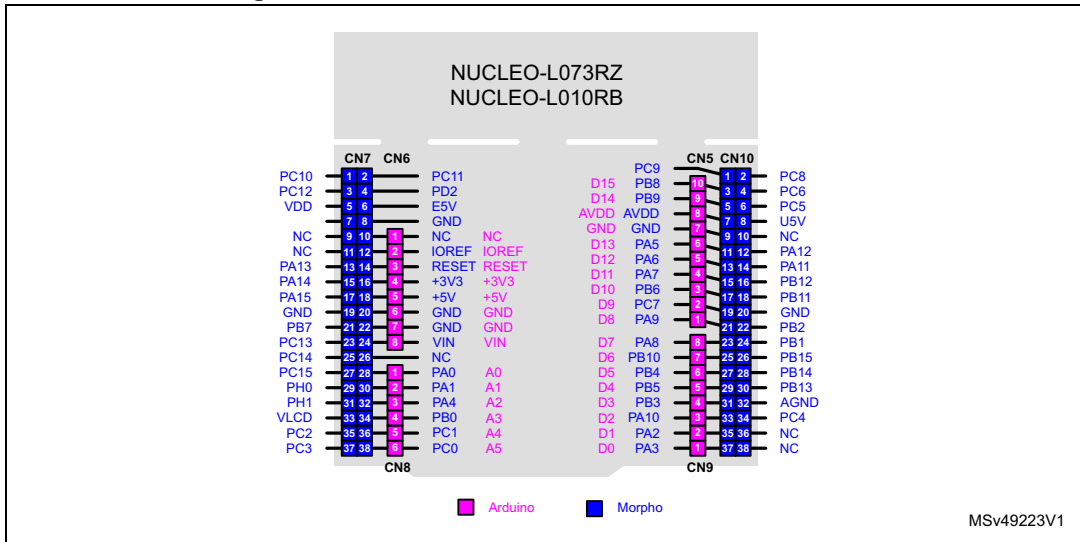 NUCLEO-L073RZ
NUCLEO-L010RB
CN7 CN6 CN5 CN10
PC9
PC10 1 2 PC11 D15 PB8 10 1 2 PC8
PC12 3 4 PD2 D14 PB9 9 3 4 PC6
VDD 5 6 E5V AVDD AVDD 8 5 6 PC5
7 8 GND GND GND 7 7 8 U5V
NC 9 10 1 NC NC D13 PA5 6 9 10 NC
NC 11 12 2 IOREF IOREF D12 PA6 5 11 12 PA12
PA13 13 14 3 RESET RESET D11 PA7 4 13 14 PA11
PA14 15 16 4 +3V3 +3V3 D10 PB6 3 15 16 PB12
PA15 17 18 5 +5V +5V D9 PC7 2 17 18 PB11
GND 19 20 6 GND GND D8 PA9 1 19 20 GND
PB7 21 22 7 GND GND 21 22 PB2
PC13 23 24 8 VIN VIN D7 PA8 8 23 24 PB1
PC14 25 26 NC D6 PB10 7 25 26 PB15
PC15 27 28 1 PA0 A0 D5 PB4 6 27 28 PB14
PH0 29 30 2 PA1 A1 D4 PB5 5 29 30 PB13
PH1 31 32 3 PA4 A2 D3 PB3 4 31 32 AGND
VLCD 33 34 4 PB0 A3 D2 PA10 3 33 34 PC4
PC2 35 36 5 PC1 A4 D1 PA2 2 35 36 NC
PC3 37 38 6 PC0 A5 D0 PA3 1 37 38 NC
CN8 CN9
Arduino Morpho
MSv49223V1